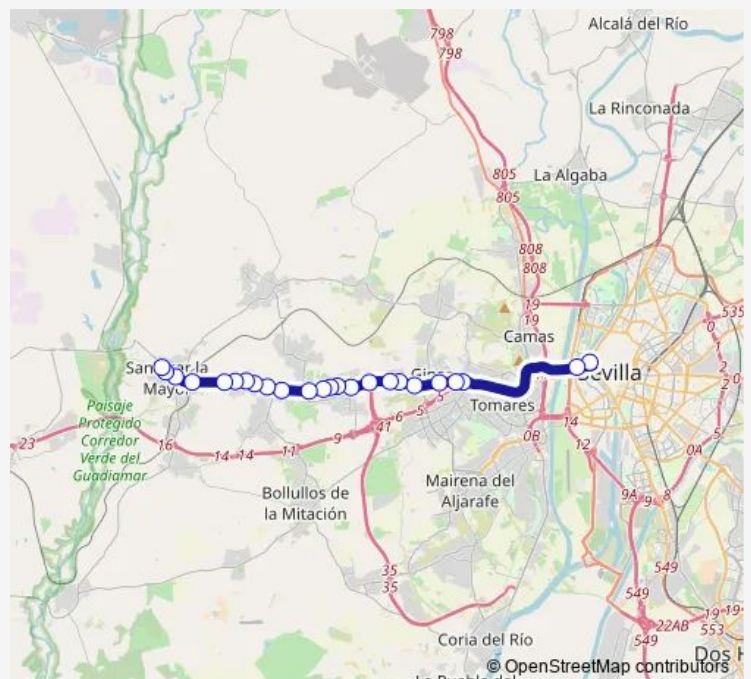 798
798
Alcalá del Río
La Rinconada
La Algaba
805
805
808
808
19
19
535
Camas
0
1
2
2
0
Sevilla
Tomares
Paisaje
Protegido
Corredor
Verde del
Guadiamar
23
16
14
14
11
9
41
6
5
5
0B
14
12
5
0A
9A
9
8
Bollullos de
la Mitación
Mairena del
Aljarafe
35
35
549
549
549
22AB
19
19
553
Coria del Río
Dos H
© OpenStreetMap contributors